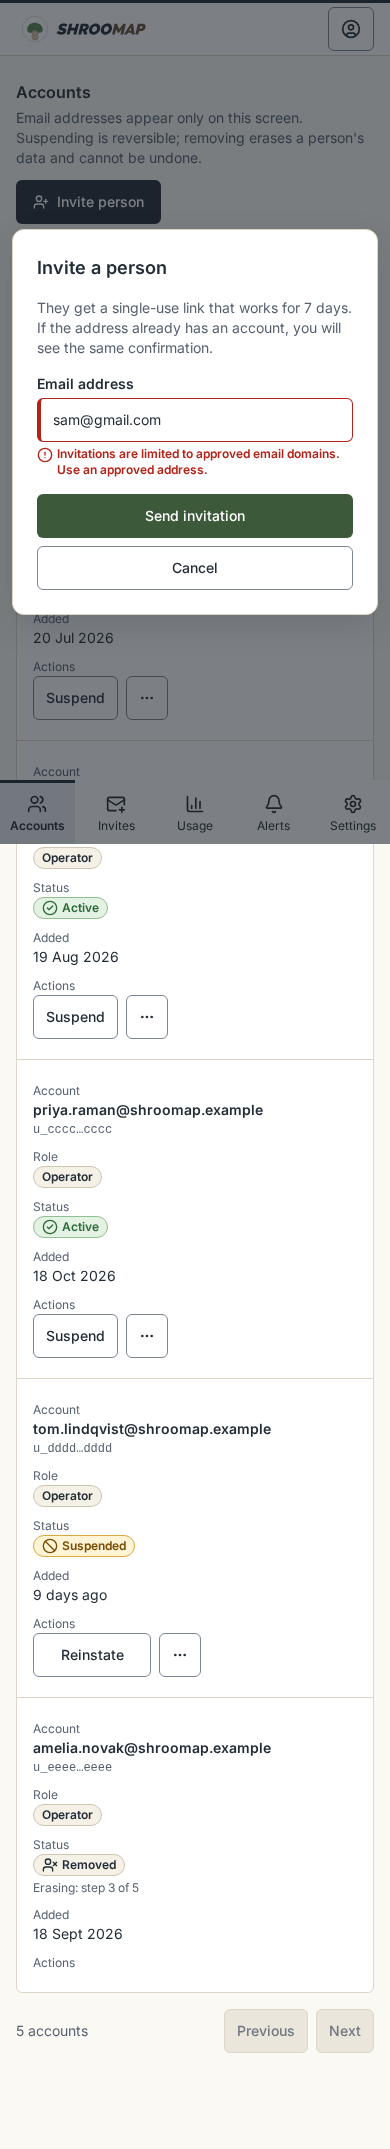 SHROOMAP
Accounts
Email addresses appear only on this screen.
Suspending is reversible; removing erases a person's
data and cannot be undone.
Invite person
Invite a person
They get a single-use link that works for 7 days.
If the address already has an account, you will
see the same confirmation.
Email address
sam@gmail.com
Invitations are limited to approved email domains.
Use an approved address.
Send invitation
Cancel
Added
20 Jul 2026
Actions
Suspend
Account
Accounts
Invites
Usage
Alerts
Settings
Operator
Status
Active
Added
19 Aug 2026
Actions
Suspend
Account
priya.raman@shroomap.example
u_cccc…cccc
Role
Operator
Status
Active
Added
18 Oct 2026
Actions
Suspend
Account
tom.lindqvist@shroomap.example
u_dddd…dddd
Role
Operator
Status
Suspended
Added
9 days ago
Actions
Reinstate
Account
amelia.novak@shroomap.example
u_eeee…eeee
Role
Operator
Status
Removed
Erasing: step 3 of 5
Added
18 Sept 2026
Actions
5 accounts
Previous
Next